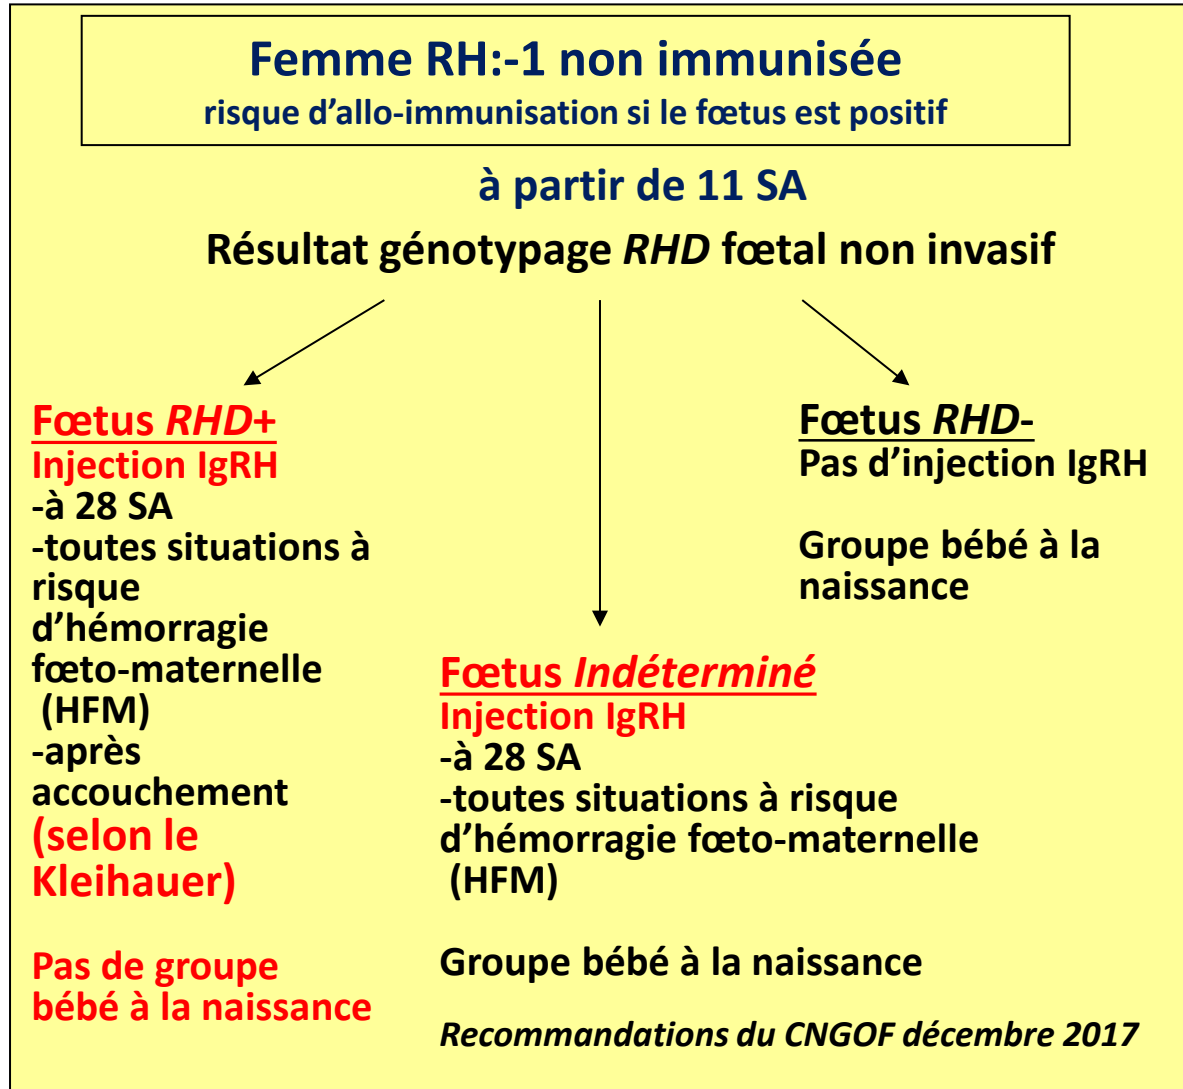 Femme RH:-1 non immunisée
risque d'allo-immunisation si le fœtus est positif
à partir de 11 SA
Résultat génotypage RHD fœtal non invasif
Fœtus RHD+
Injection IgRH
-à 28 SA
-toutes situations à
risque
d'hémorragie
fœto-maternelle
(HFM)
-après
accouchement
(selon le
Kleihauer)
Pas de groupe
bébé à la naissance
Fœtus Indéterminé
Injection IgRH
-à 28 SA
-toutes situations à risque
d'hémorragie fœto-maternelle
(HFM)
Groupe bébé à la naissance
Fœtus RHD-
Pas d'injection IgRH
Groupe bébé à la
naissance
Recommandations du CNGOF décembre 2017